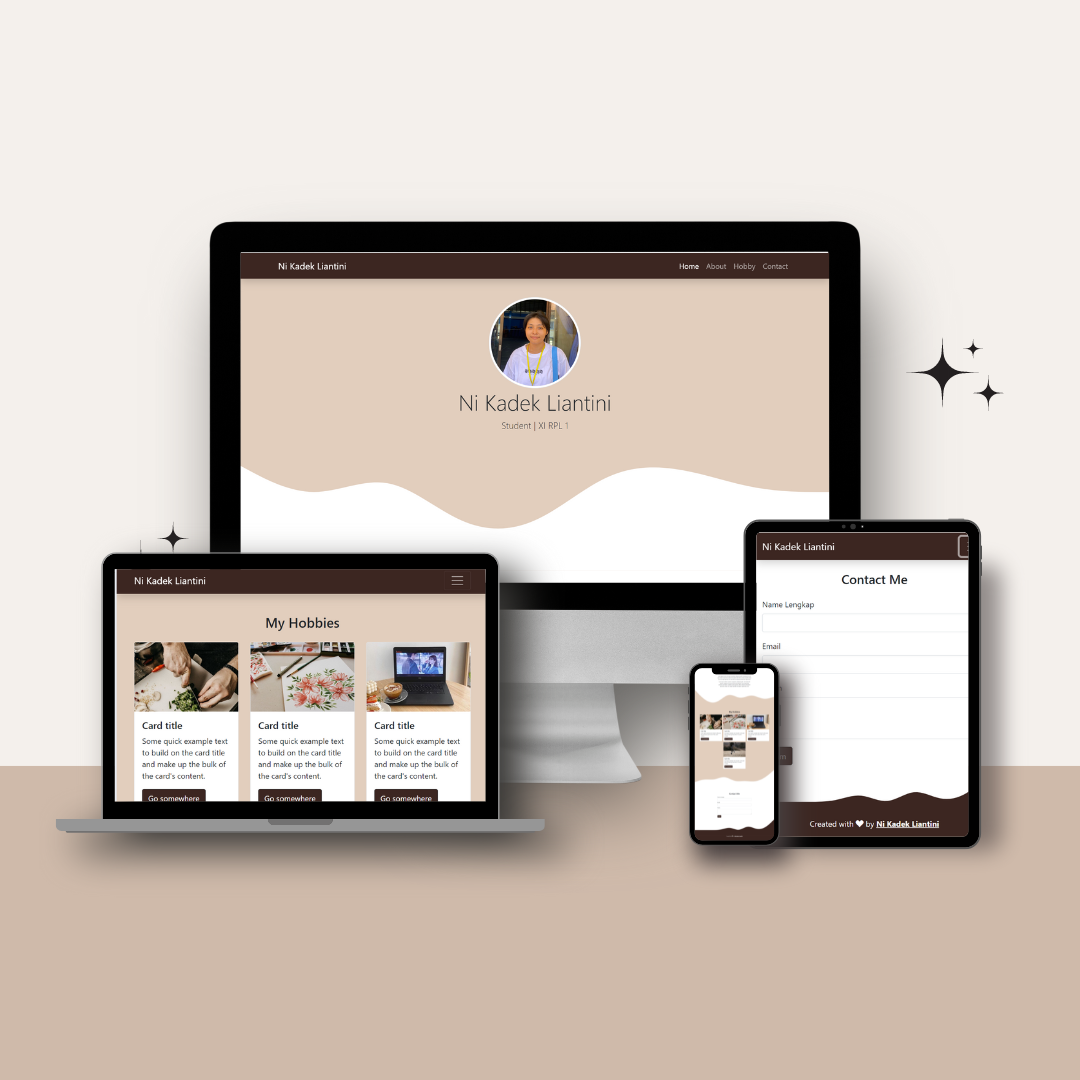 Ni Kadek Liantini
Home About Hobby Contact
Ni Kadek Liantini
Student | XI RPL 1
Ni Kadek Liantini
My Hobbies
Card title
Some quick example text
to build on the card title
and make up the bulk of
the card's content.
Go somewhere
Card title
Some quick example text
to build on the card title
and make up the bulk of
the card's content.
Go somewhere
Card title
Some quick example text
to build on the card title
and make up the bulk of
the card's content.
Go somewhere
Ni Kadek Liantini
Contact Me
Name Lengkap
Email
Created with ❤ by Ni Kadek Liantini